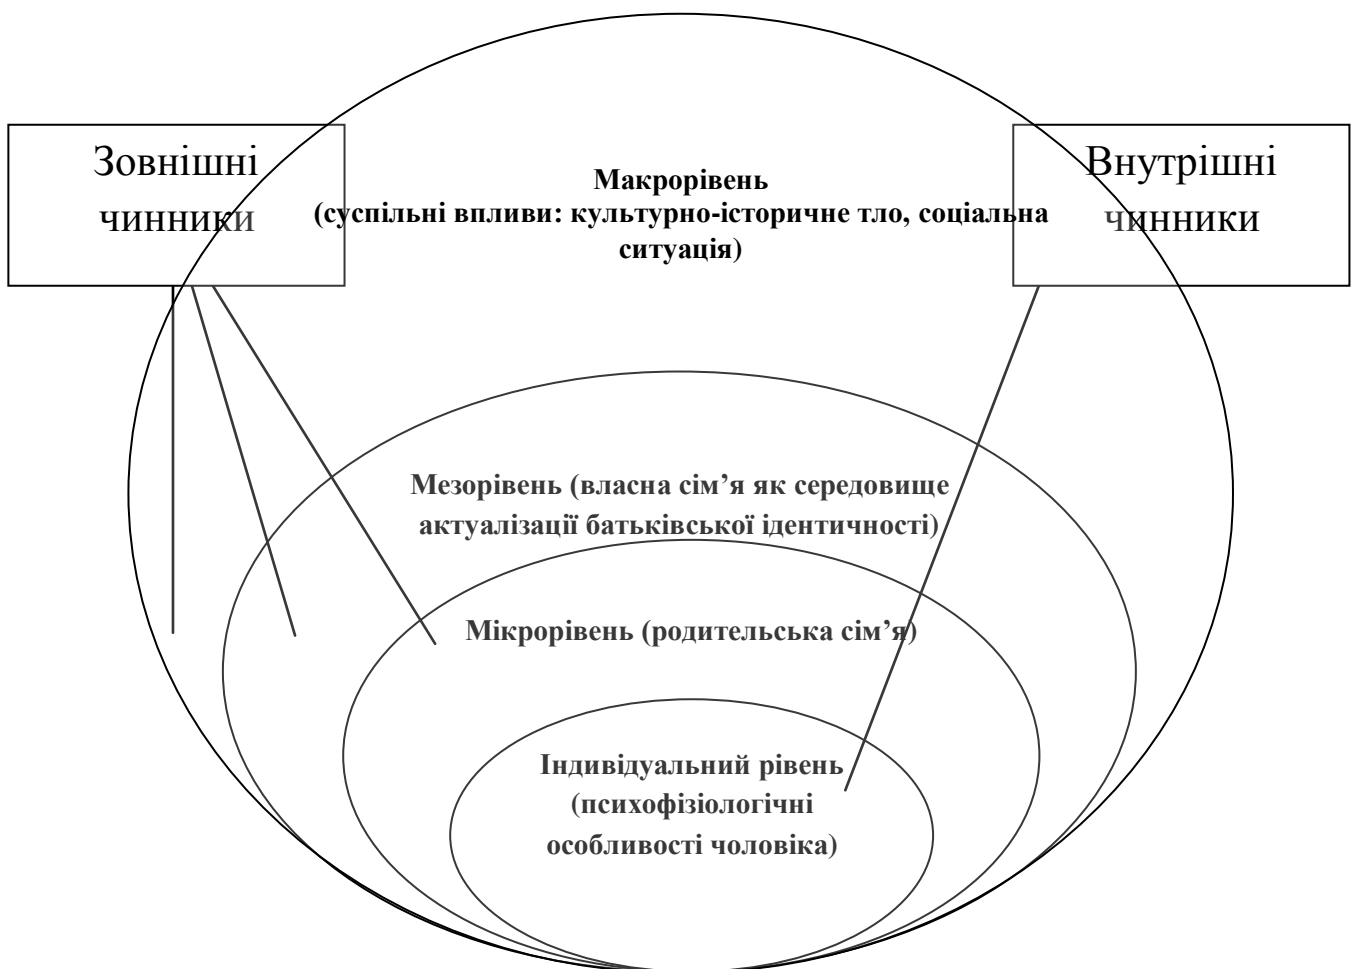 Зовнішні
чинники
Внутрішні
чинники
Макрорівень
(суспільні впливи: культурно-історичне тло, соціальна
ситуація)
Мезорівень (власна сім’я як середовище
актуалізації батьківської ідентичності)
Мікрорівень (родительська сім’я)
Індивідуальний рівень
(психофізіологічні
особливості чоловіка)